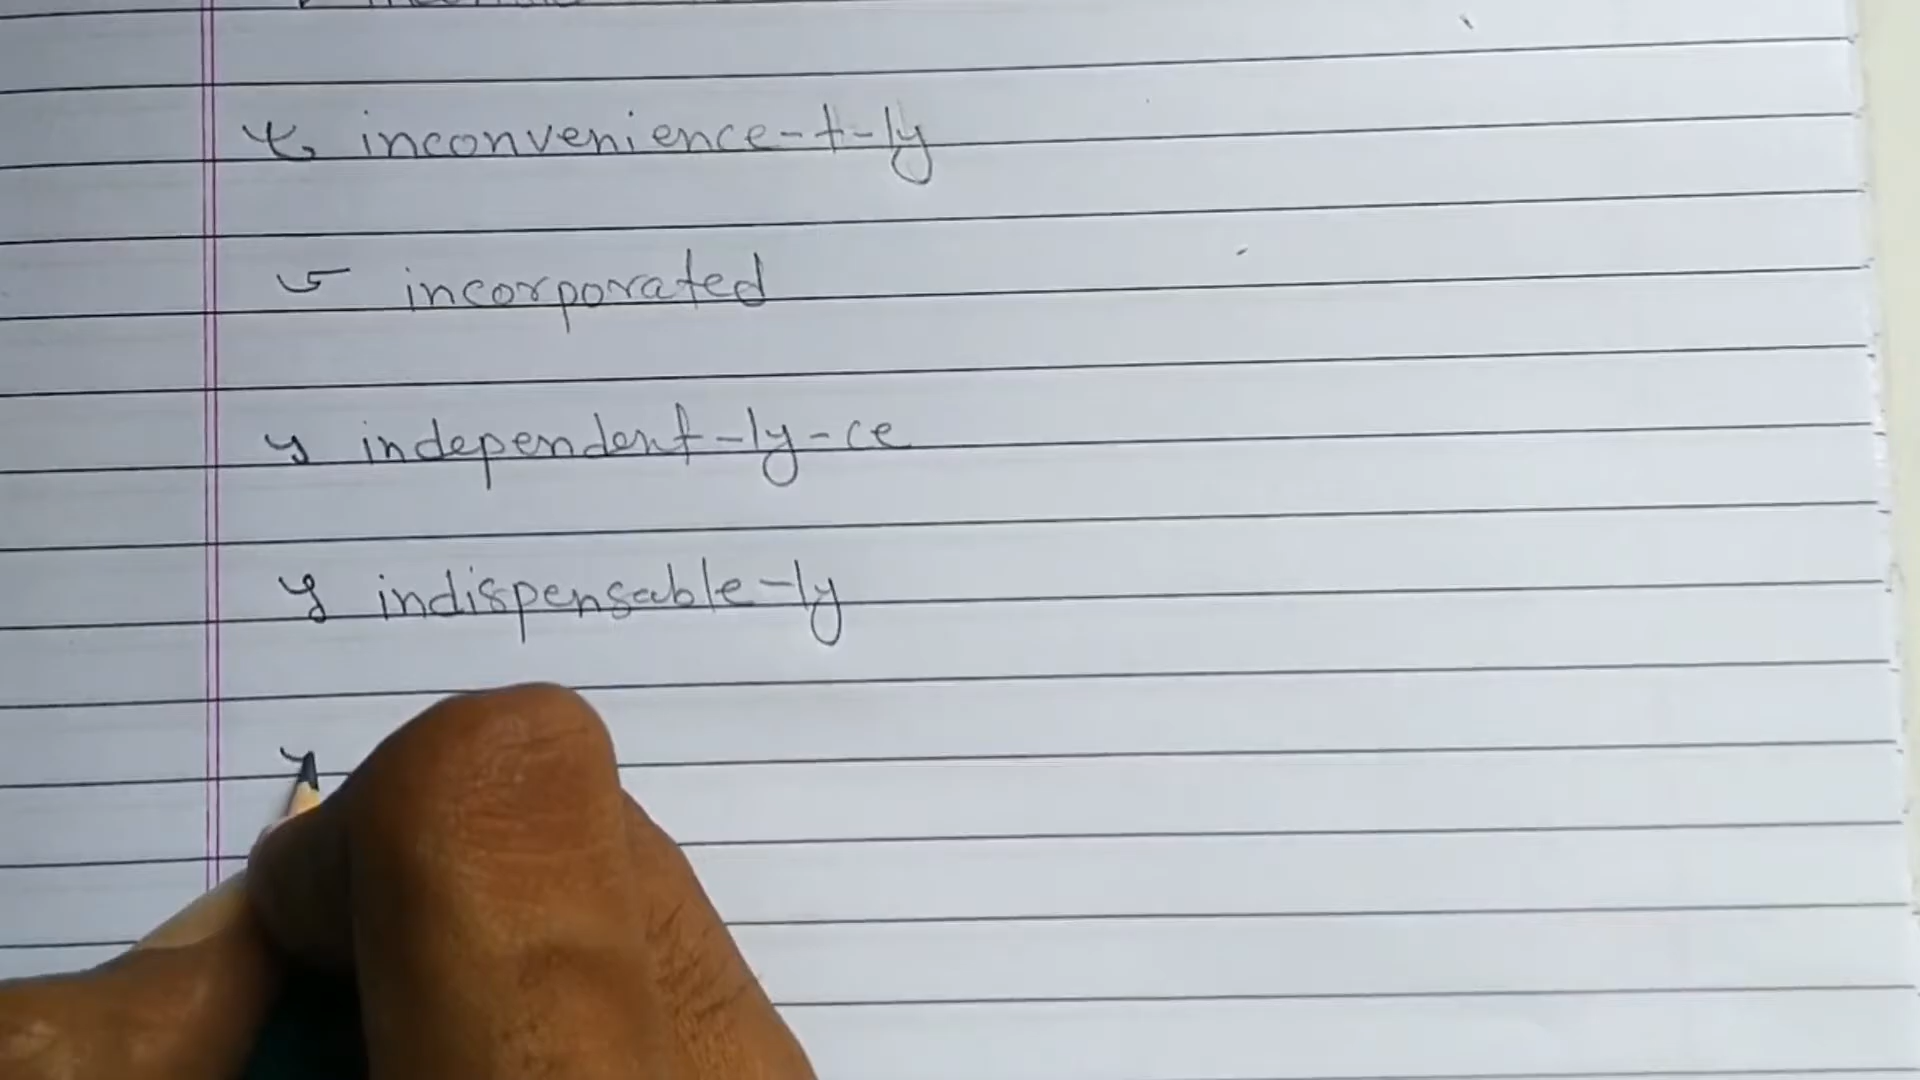 inconvenience-t-ly
incorporated
independent-ly-ce
indispensable-ly